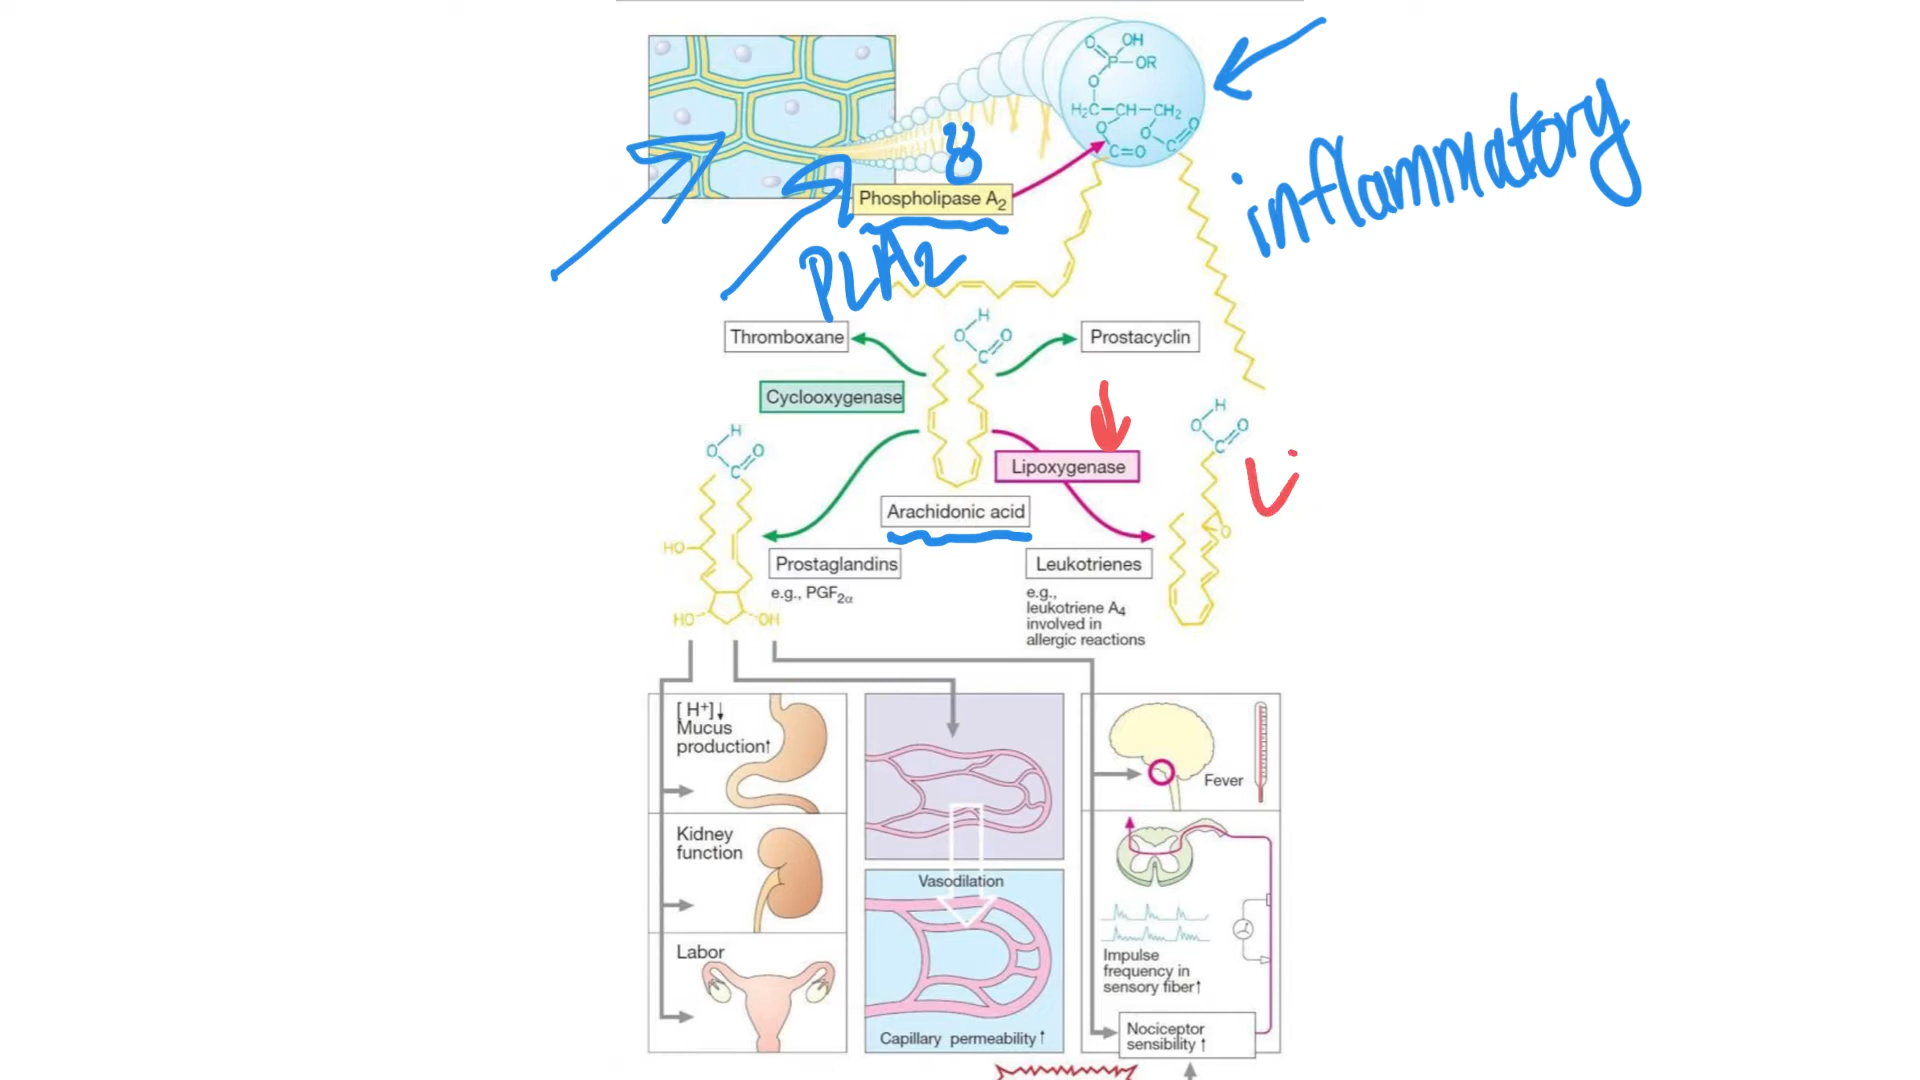 inflammatory
Phospholipase A2
PLA2
Thromboxane
Prostacyclin
Cyclooxygenase
Lipoxygenase
Arachidonic acid
Prostaglandins
e.g., PGF2α
Leukotrienes
e.g.,
leukotriene A4
involved in
allergic reactions
[ H+]↓
Mucus
production↑
Kidney
function
Labor
Vasodilation
Capillary permeability↑
Fever
Impulse
frequency in
sensory fiber↑
Nociceptor
sensibility ↑
O OH
P OR
O
H2C CH CH2
O O O
C=O C
H
O O
C
H
O O
C
H
O O
C
O
HO
HO OH